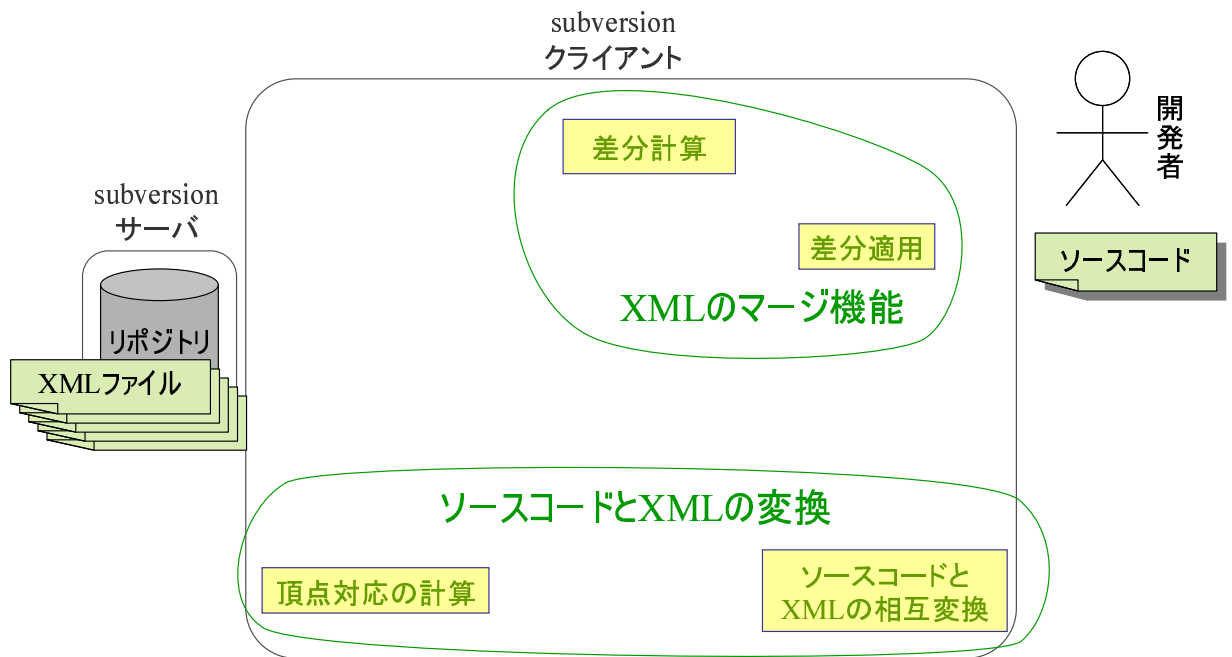 subversion
クライアント
開発者
差分計算
subversion
サーバ
差分適用
ソースコード
XMLのマージ機能
リポジトリ
XMLファイル
ソースコードとXMLの変換
頂点対応の計算
ソースコードと
XMLの相互変換